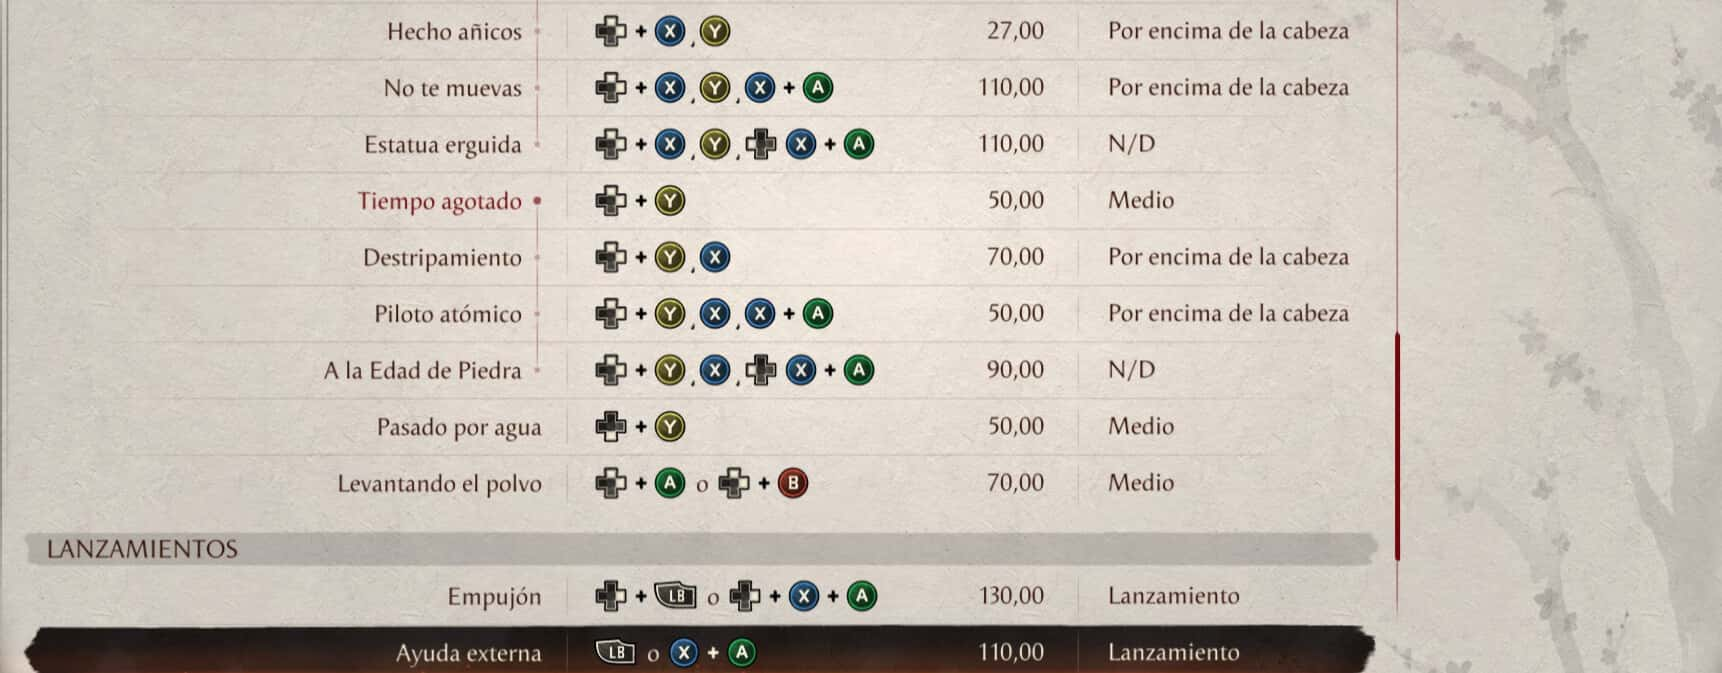 Hecho añicos + X , Y 27,00 Por encima de la cabeza
No te muevas + X , Y , X + A 110,00 Por encima de la cabeza
Estatua erguida + X , Y , X + A 110,00 N/D
Tiempo agotado + Y 50,00 Medio
Destripamiento + Y , X 70,00 Por encima de la cabeza
Piloto atómico + Y , X , X + A 50,00 Por encima de la cabeza
A la Edad de Piedra + Y , X , X + A 90,00 N/D
Pasado por agua + Y 50,00 Medio
Levantando el polvo + A o + B 70,00 Medio
LANZAMIENTOS
Empujón + LB o + X + A 130,00 Lanzamiento
Ayuda externa LB o X + A 110,00 Lanzamiento